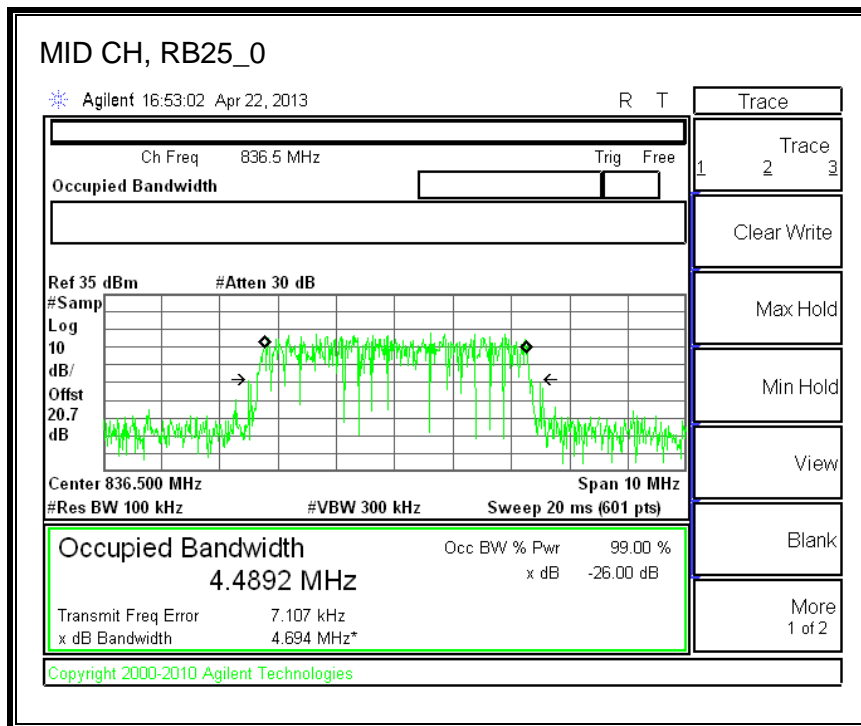 MID CH, RB25_0
Agilent 16:53:02 Apr 22, 2013 R T
Ch Freq 836.5 MHz Trig Free
Occupied Bandwidth
Ref 35 dBm #Atten 30 dB
#Samp
Log
10
dB/
Offst
20.7
dB
Center 836.500 MHz Span 10 MHz
#Res BW 100 kHz #VBW 300 kHz Sweep 20 ms (601 pts)
Occupied Bandwidth Occ BW % Pwr 99.00 %
4.4892 MHz x dB -26.00 dB
Transmit Freq Error 7.107 kHz
x dB Bandwidth 4.694 MHz*
Copyright 2000-2010 Agilent Technologies
Trace
Trace
1 2 3
Clear Write
Max Hold
Min Hold
View
Blank
More
1 of 2